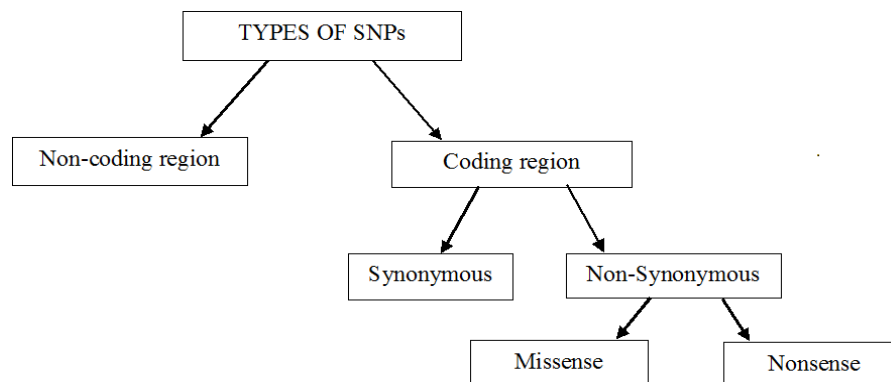 TYPES OF SNPs
Non-coding region
Coding region
Synonymous
Non-Synonymous
Missense
Nonsense